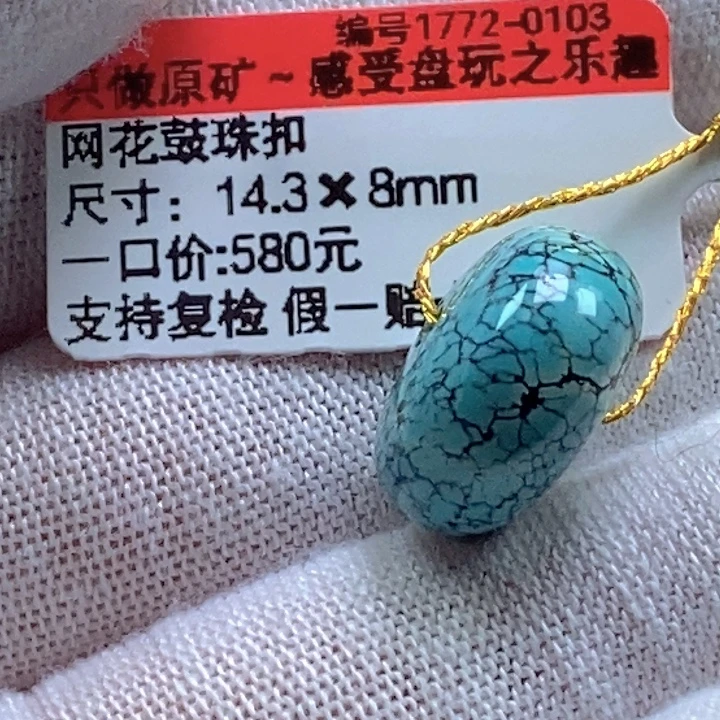 编号1772-0103
只做原矿~感受盘玩之乐趣
网花鼓珠扣
尺寸：14.3×8mm
一口价:580元
支持复检 假一赔